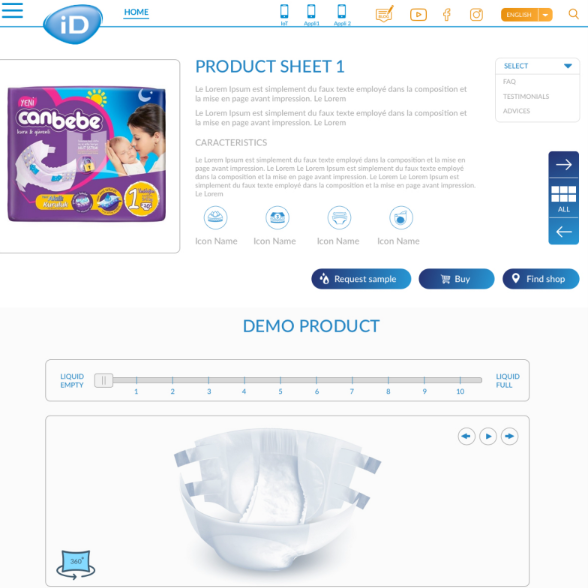 iD
HOME
IoT
Appli1
Appli 2
BLOG
ENGLISH
PRODUCT SHEET 1
Le Lorem Ipsum est simplement du faux texte employé dans la composition et
la mise en page avant impression. Le Lorem
Le Lorem Ipsum est simplement du faux texte employé dans la composition et
la mise en page avant impression. Le Lorem
CARACTERISTICS
Le Lorem Ipsum est simplement du faux texte employé dans la composition et la mise en
page avant impression. Le Lorem Le Lorem Ipsum est simplement du faux texte employé
dans la composition et la mise en page avant impression. Le Lorem Ipsum est
simplement du faux texte employé dans la composition et la mise en page avant impression.
Le Lorem
Icon Name
Icon Name
Icon Name
Icon Name
SELECT
FAQ
TESTIMONIALS
ADVICES
ALL
YENİ
canbebe
1
Request sample
Buy
Find shop
DEMO PRODUCT
LIQUID
EMPTY
1 2 3 4 5 6 7 8 9 10
LIQUID
FULL
360°